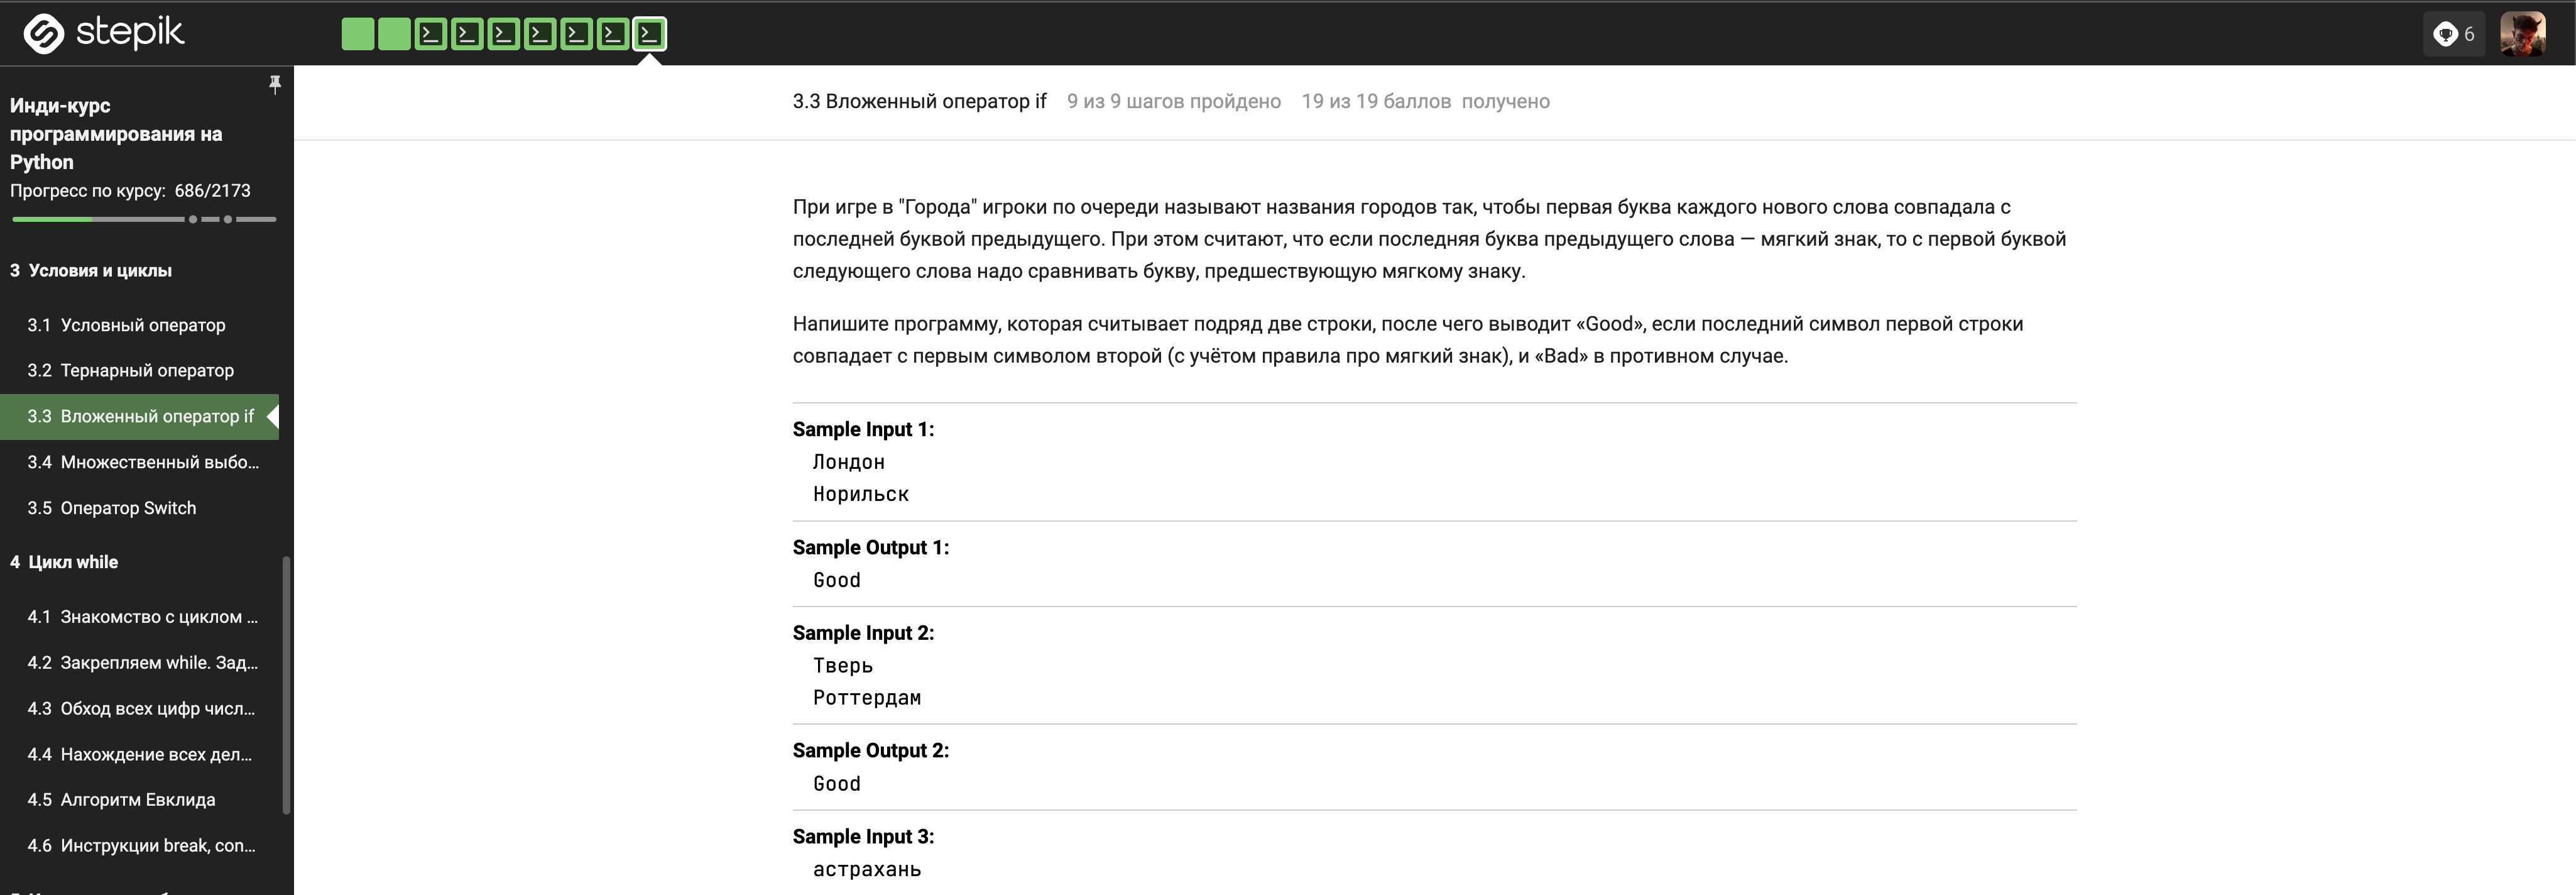 stepik
6
Инди-курс
программирования на
Python
Прогресс по курсу: 686/2173
3 Условия и циклы
3.1 Условный оператор
3.2 Тернарный оператор
3.3 Вложенный оператор if
3.4 Множественный выбо...
3.5 Оператор Switch
4 Цикл while
4.1 Знакомство с циклом ...
4.2 Закрепляем while. Зад...
4.3 Обход всех цифр числ...
4.4 Нахождение всех дел...
4.5 Алгоритм Евклида
4.6 Инструкции break, con...
3.3 Вложенный оператор if 9 из 9 шагов пройдено 19 из 19 баллов получено
При игре в "Города" игроки по очереди называют названия городов так, чтобы первая буква каждого нового слова совпадала с
последней буквой предыдущего. При этом считают, что если последняя буква предыдущего слова — мягкий знак, то с первой буквой
следующего слова надо сравнивать букву, предшествующую мягкому знаку.
Напишите программу, которая считывает подряд две строки, после чего выводит «Good», если последний символ первой строки
совпадает с первым символом второй (с учётом правила про мягкий знак), и «Bad» в противном случае.
Sample Input 1:
Лондон
Норильск
Sample Output 1:
Good
Sample Input 2:
Тверь
Роттердам
Sample Output 2:
Good
Sample Input 3:
астрахань